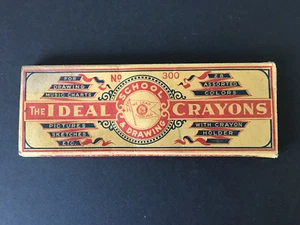 FOR
DRAWING
MUSIC CHARTS
No 300
28
ASSORTED
COLORS
THE IDEAL
SCHOOL
& DRAWING
CRAYONS
PICTURES
SKETCHES
ETC.
WITH CRAYON
HOLDER